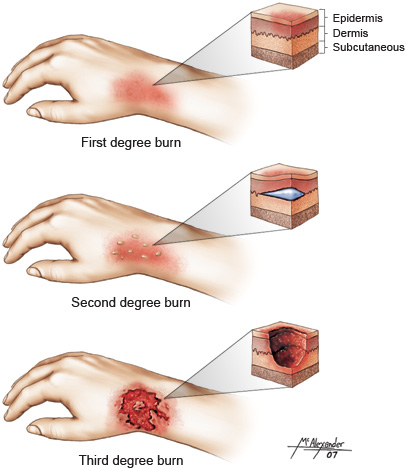 Epidermis
Dermis
Subcutaneous
First degree burn
Second degree burn
Third degree burn
McAlexander
07